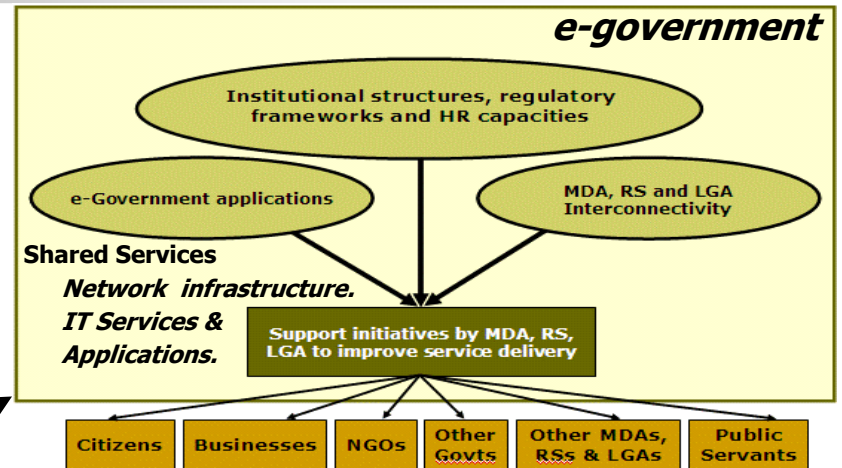 e-government
Institutional structures, regulatory
frameworks and HR capacities
e-Government applications
MDA, RS and LGA
Interconnectivity
Shared Services
Network infrastructure.
IT Services &
Applications.
Support initiatives by MDA, RS,
LGA to improve service delivery
Citizens
Businesses
NGOs
Other
Govts
Other MDAs,
RSs & LGAs
Public
Servants